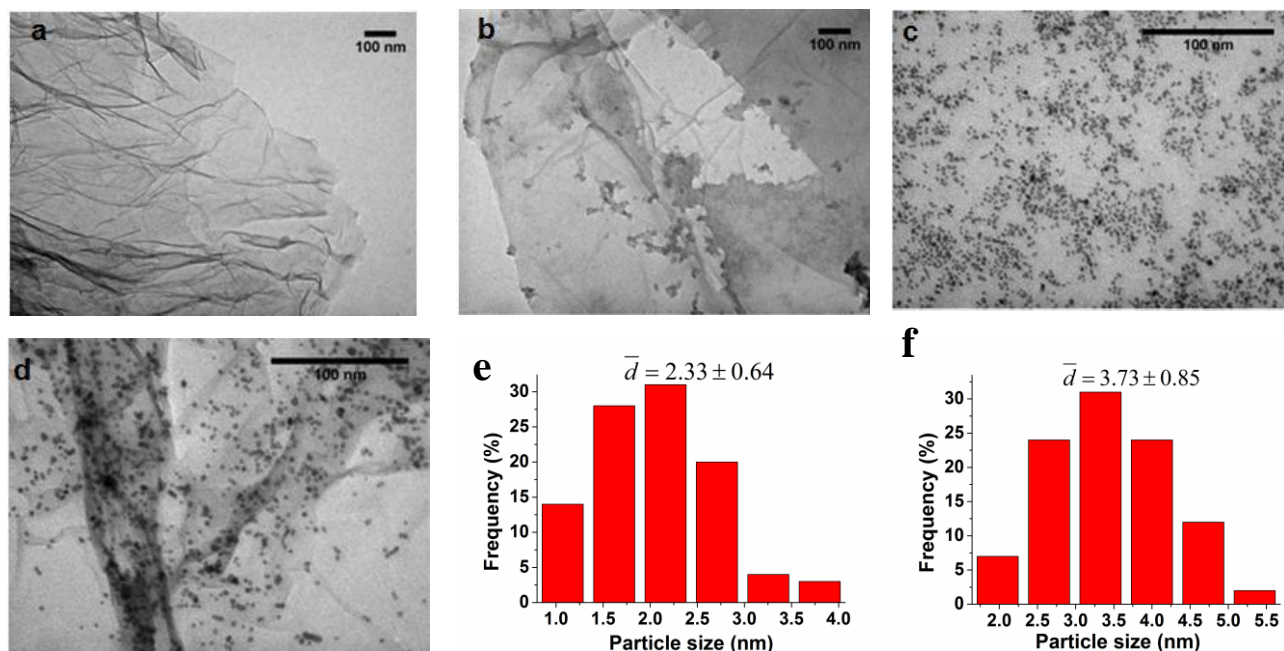 a
100 nm
b
100 nm
c
100 nm
d
100 nm
e
d̅ = 2.33 ± 0.64
Frequency (%)
30
25
20
15
10
5
0
1.0 1.5 2.0 2.5 3.0 3.5 4.0
Particle size (nm)
f
d̅ = 3.73 ± 0.85
Frequency (%)
30
25
20
15
10
5
0
2.0 2.5 3.0 3.5 4.0 4.5 5.0 5.5
Particle size (nm)